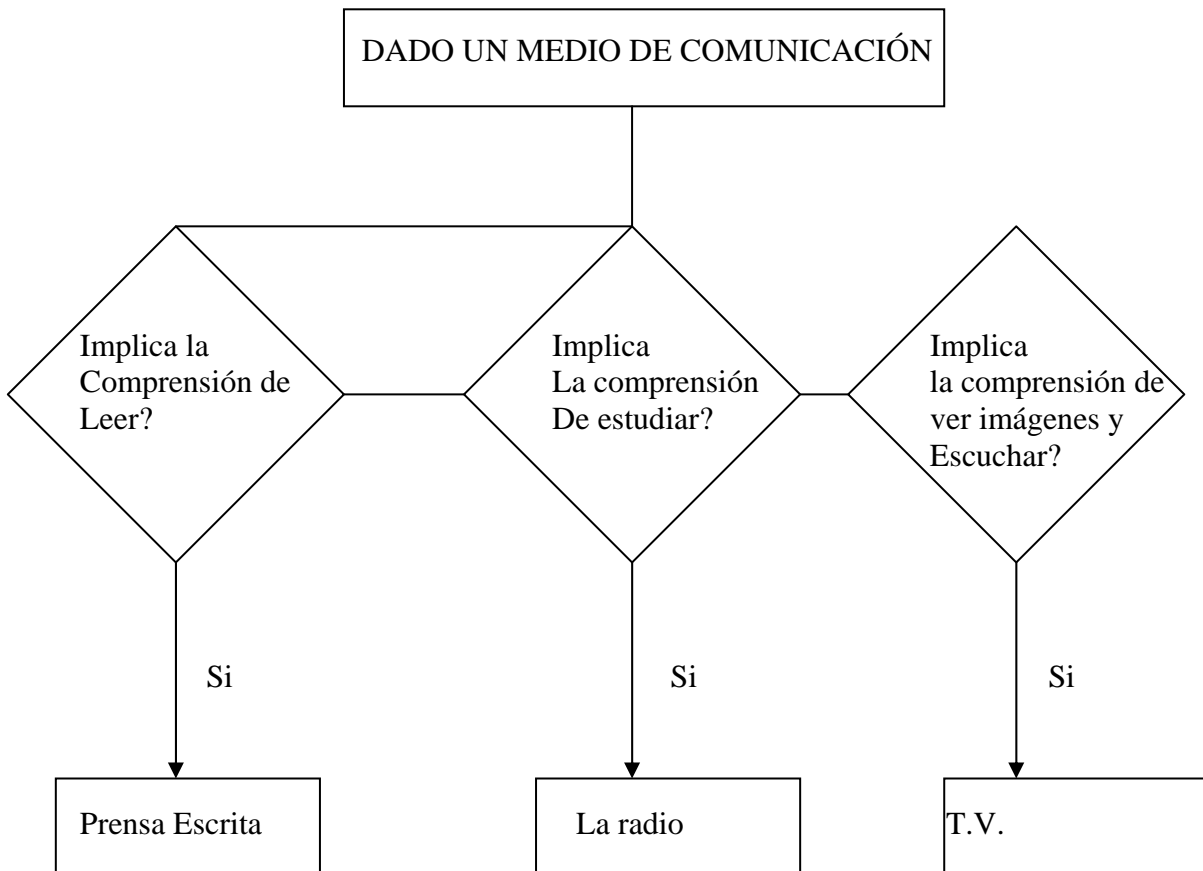 DADO UN MEDIO DE COMUNICACIÓN
Implica la
Comprensión de
Leer?
Implica
La comprensión
De estudiar?
Implica
la comprensión de
ver imágenes y
Escuchar?
Si
Si
Si
Prensa Escrita
La radio
T.V.